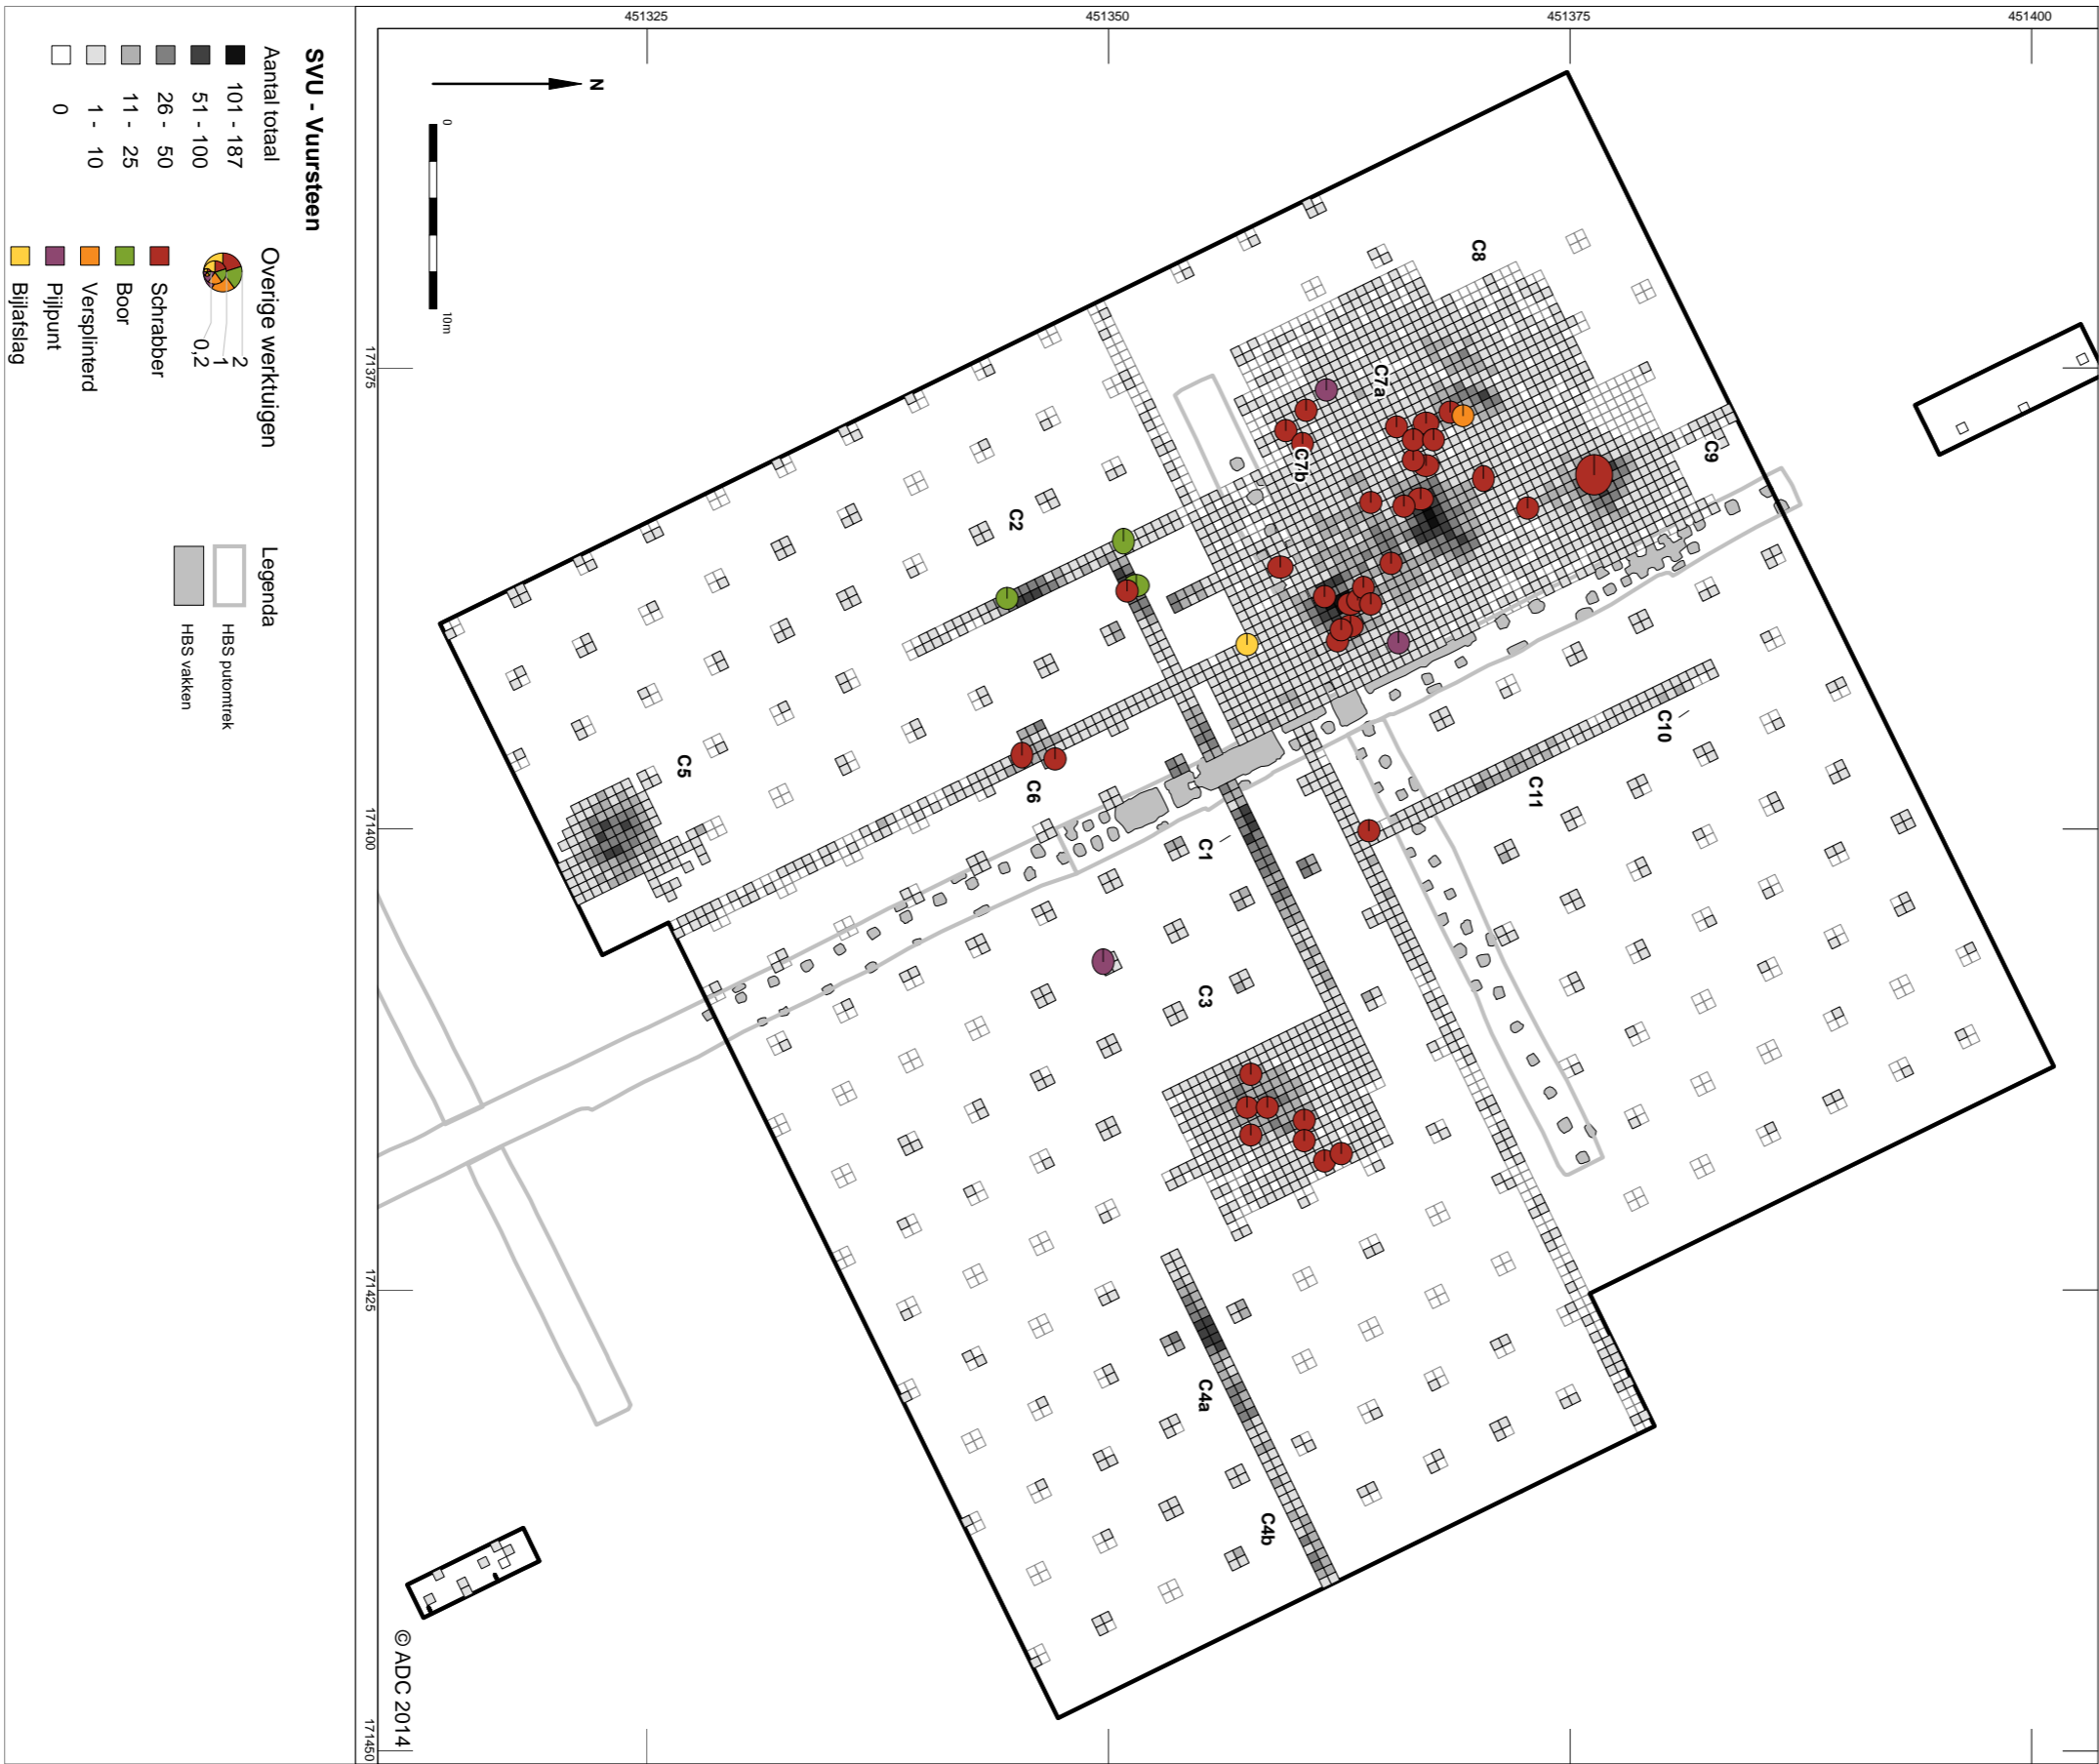 SVU - Vuursteen
Aantal totaal
101 - 187
51 - 100
26 - 50
11 - 25
1 - 10
0
Overige werktuigen
2
1
0,2
Schrabber
Boor
Versplinterd
Pijlpunt
Bijlafslag
Legenda
HBS putomtrek
HBS vakken
N
0
10m
451325
451350
451375
451400
171375
171400
171425
171450
C8
C7a
C9
C7b
C2
C10
C11
C5
C6
C1
C3
C4a
C4b
© ADC 2014